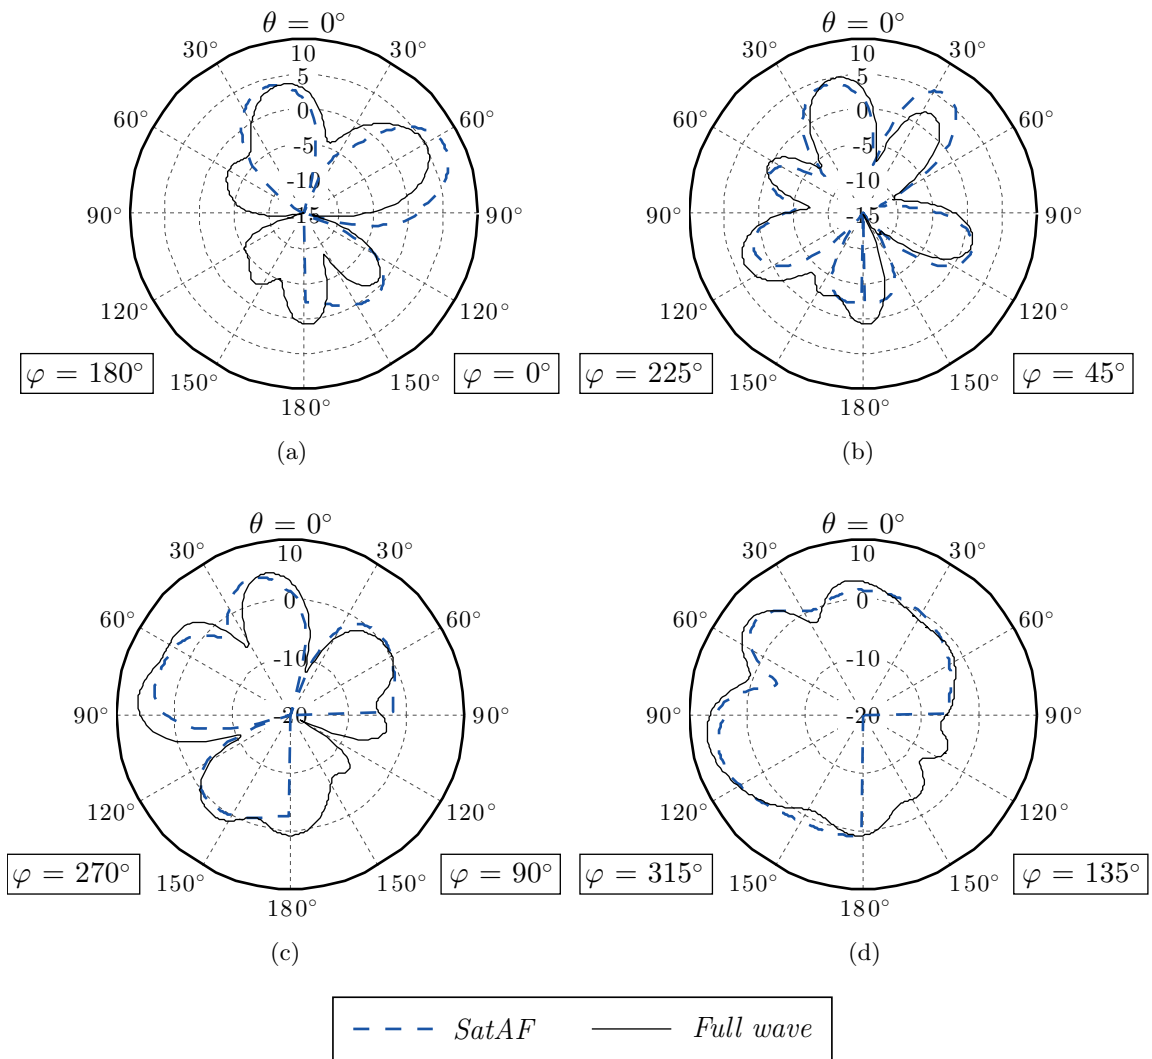 θ = 0° θ = 0°
30° 10 30° 30° 10 30°
5 5
60° 0 60° 60° 0 60°
-5 -5
-10 -10
90° -15 90° 90° -15 90°
120° 120° 120° 120°
φ = 180° 150° 150° φ = 0° φ = 225° 150° 150° φ = 45°
180° 180°
(a) (b)
θ = 0° θ = 0°
30° 10 30° 30° 10 30°
60° 0 60° 60° 0 60°
-10 -10
90° -20 90° 90° -20 90°
120° 120° 120° 120°
φ = 270° 150° 150° φ = 90° φ = 315° 150° 150° φ = 135°
180° 180°
(c) (d)
SatAF Full wave